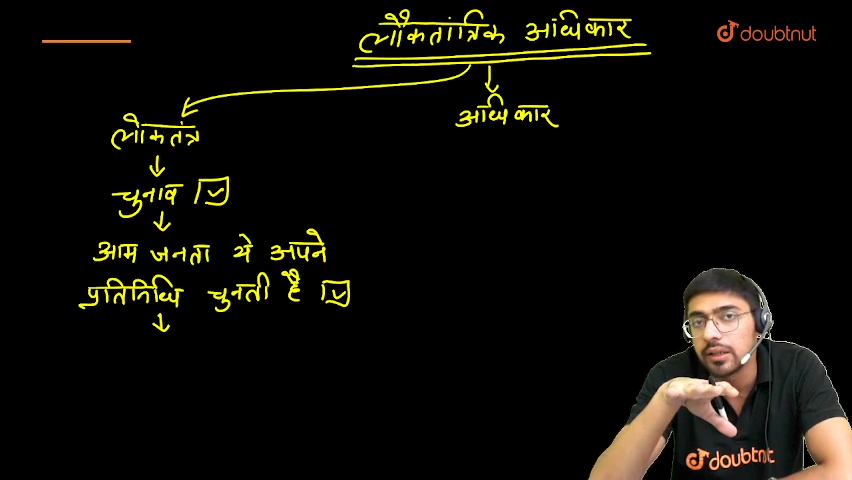 लोकतांत्रिक अधिकार
doubtnut
अधिकार
लोकतंत्र
चुनाव
आम जनता ये अपने
प्रतिनिधि चुनती है
doubtnut